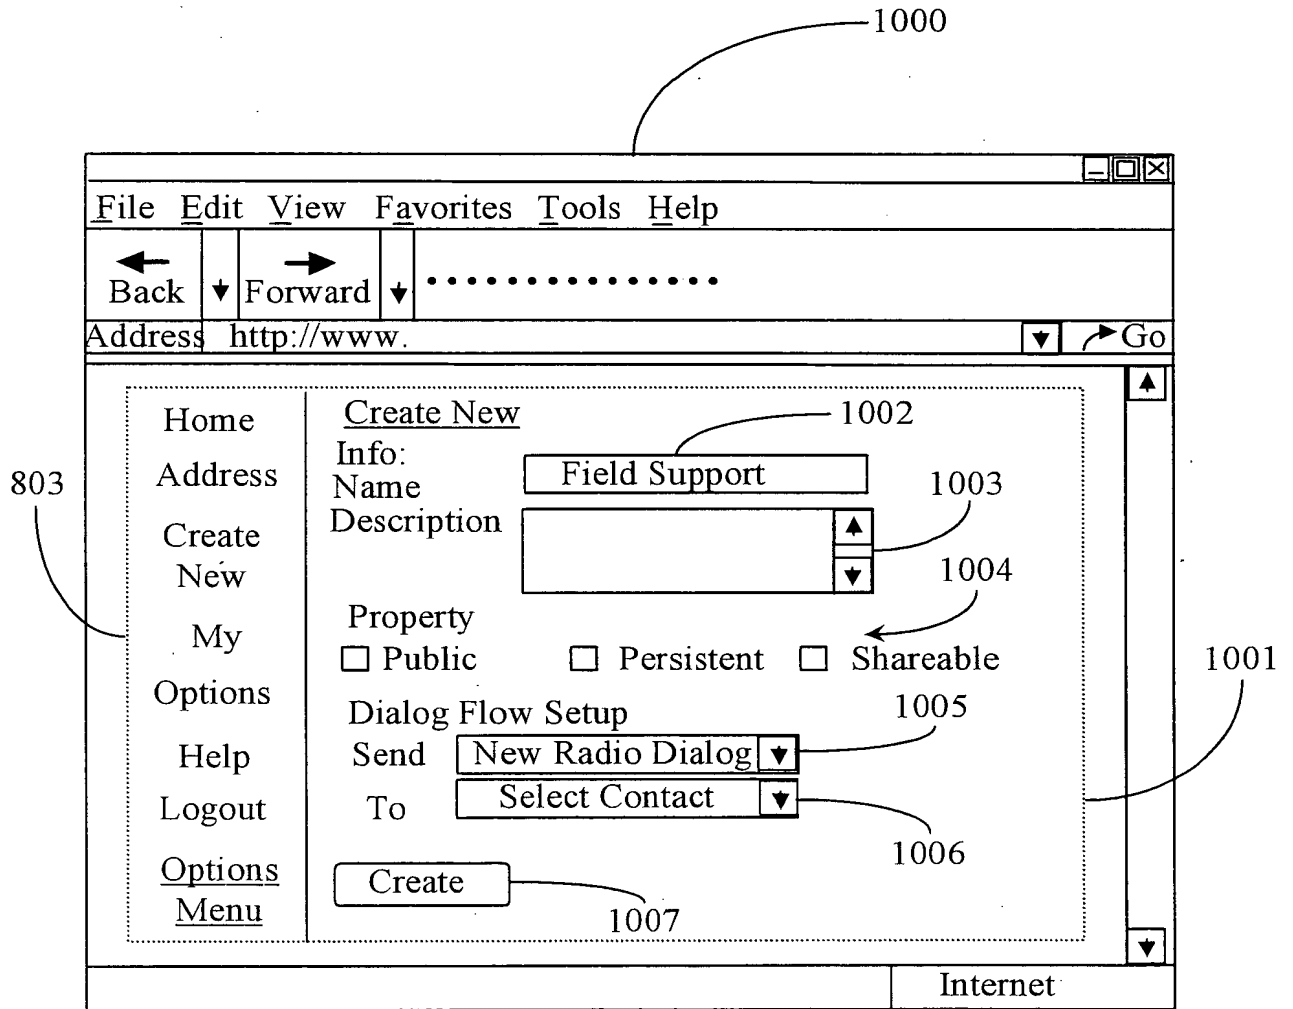 1000
File Edit View Favorites Tools Help
Back Forward
Address http://www. Go
Home
Address
Create
New
My
Options
Help
Logout
Options
Menu
803
Create New
1002
Info:
Name Field Support
1003
Description
1004
Property
Public Persistent Shareable
1001
Dialog Flow Setup
1005
Send New Radio Dialog
To Select Contact
1006
Create
1007
Internet